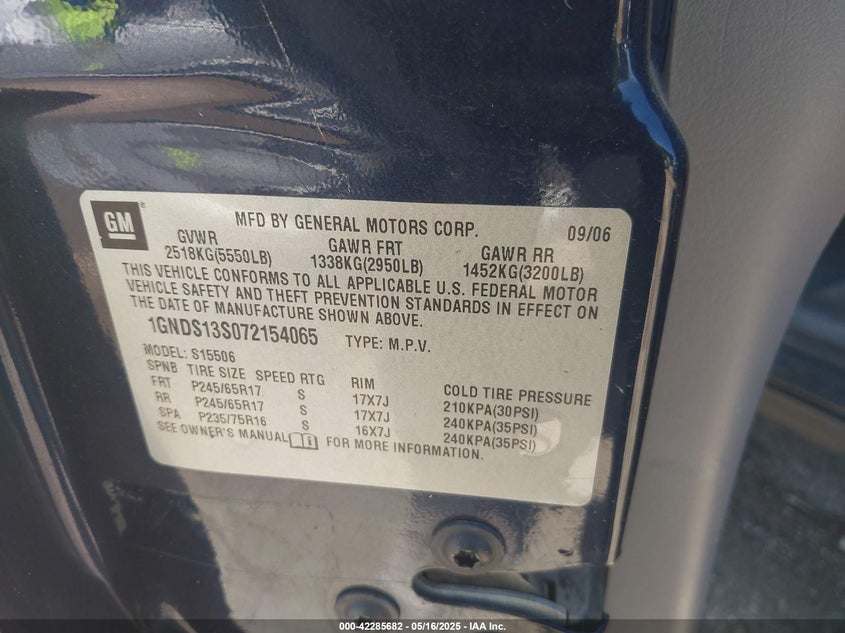 GM
MFD BY GENERAL MOTORS CORP. 09/06
GVWR GAWR FRT GAWR RR
2518KG(5550LB) 1338KG(2950LB) 1452KG(3200LB)
THIS VEHICLE CONFORMS TO ALL APPLICABLE U.S. FEDERAL MOTOR
VEHICLE SAFETY AND THEFT PREVENTION STANDARDS IN EFFECT ON
THE DATE OF MANUFACTURE SHOWN ABOVE.
1GNDS13S072154065 TYPE: M.P.V.
MODEL: S15506
SPNB TIRE SIZE SPEED RTG RIM COLD TIRE PRESSURE
FRT P245/65R17 S 17X7J 210KPA(30PSI)
RR P245/65R17 S 17X7J 240KPA(35PSI)
SPA P235/75R16 S 16X7J 240KPA(35PSI)
SEE OWNER'S MANUAL FOR MORE INFORMATION.
000-42285682 - 05/16/2025 - IAA Inc.